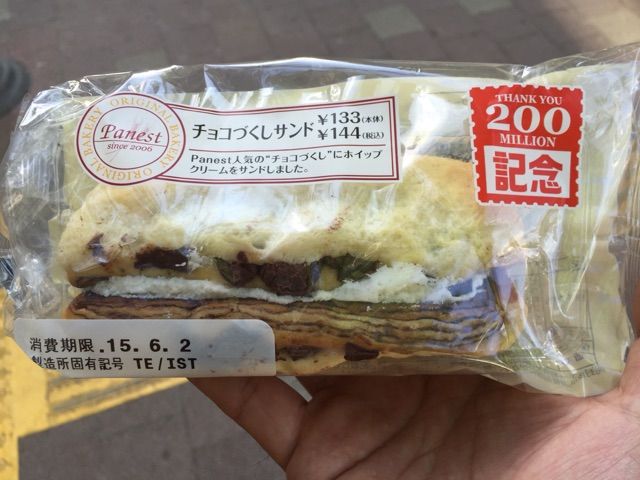 ORIGINAL BAKERY
Panest
since 2006
ORIGINAL BAKERY
チョコづくしサンド ¥133(本体)
¥144(税込)
Panest人気の"チョコづくし"にホイップ
クリームをサンドしました。
THANK YOU
200
MILLION
記念
消費期限.15.6.2
製造所固有記号 TE/IST